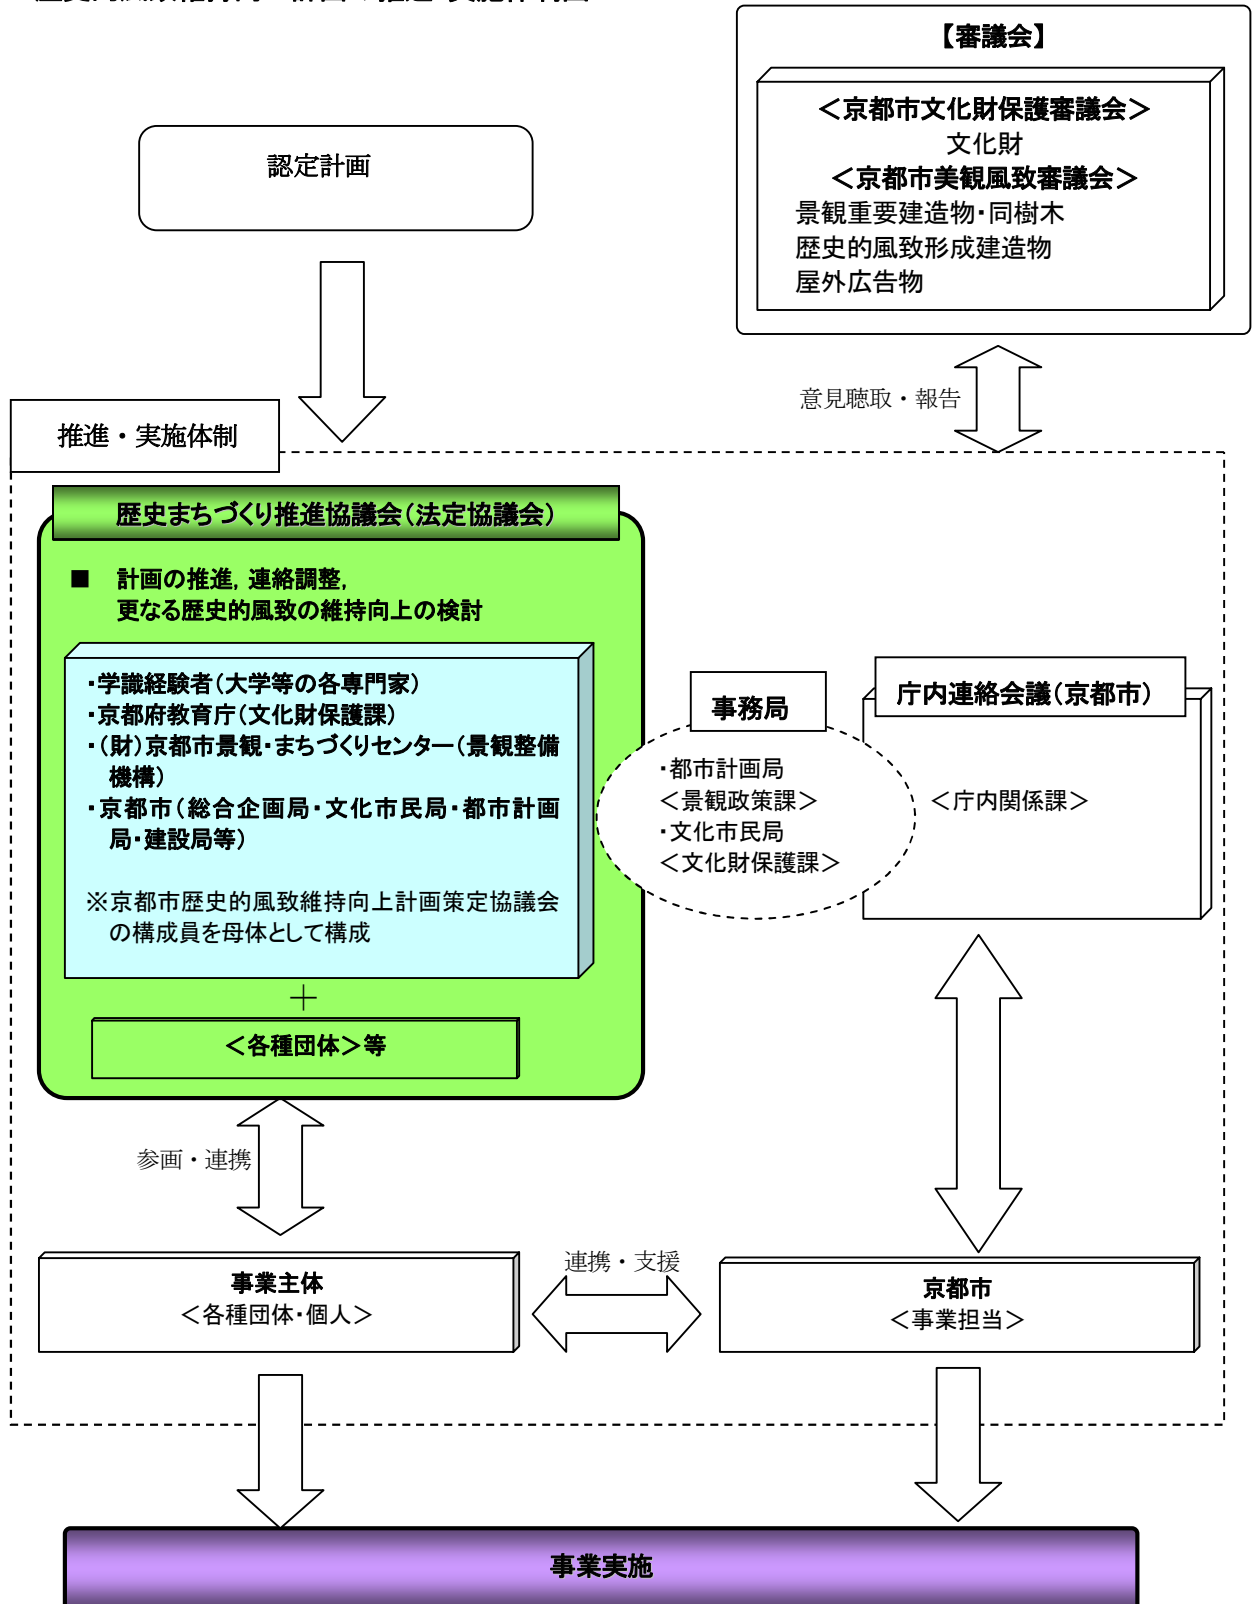 【審議会】
＜京都市文化財保護審議会＞
文化財
＜京都市美観風致審議会＞
景観重要建造物・同樹木
歴史的風致形成建造物
屋外広告物
認定計画
意見聴取・報告
推進・実施体制
歴史まちづくり推進協議会（法定協議会）
■ 計画の推進，連絡調整，
更なる歴史的風致の維持向上の検討
・学識経験者（大学等の各専門家）
・京都府教育庁（文化財保護課）
・（財）京都市景観・まちづくりセンター（景観整備
機構）
・京都市（総合企画局・文化市民局・都市計画
局・建設局等）
※京都市歴史的風致維持向上計画策定協議会
の構成員を母体として構成
＋
＜各種団体＞等
事務局
・都市計画局
＜景観政策課＞
・文化市民局
＜文化財保護課＞
庁内連絡会議（京都市）
＜庁内関係課＞
参画・連携
事業主体
＜各種団体・個人＞
連携・支援
京都市
＜事業担当＞
事業実施